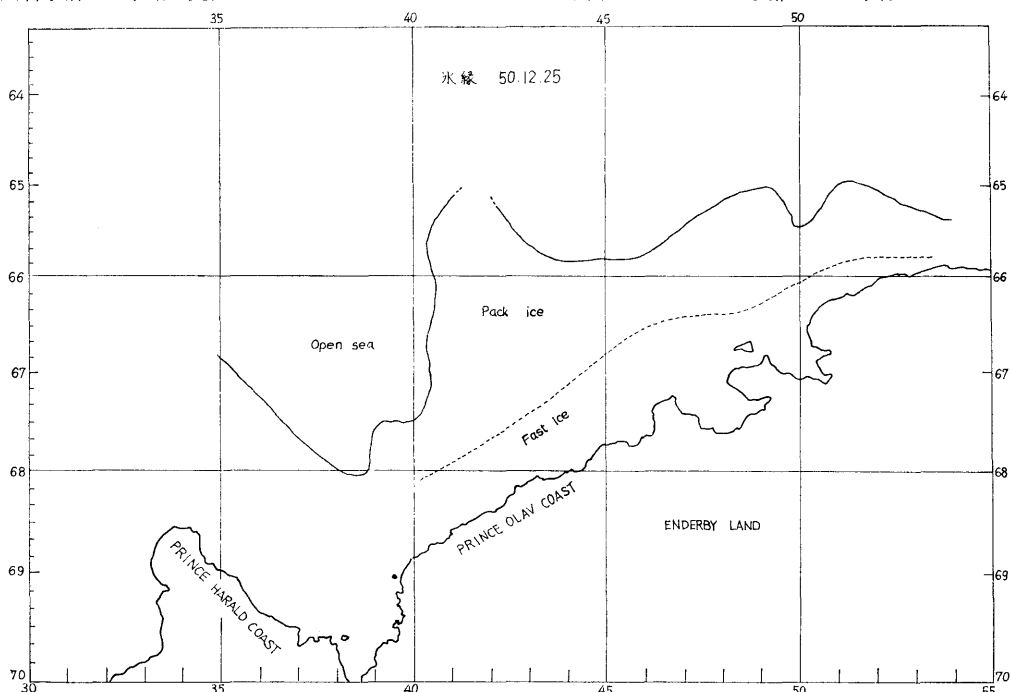 35 40 45 50
氷縁 50.12.25
64 64
65 65
66 66
Pack ice
Open sea
67 67
Fast ice
68 68
PRINCE OLAV COAST
ENDERBY LAND
PRINCE HARALD COAST
69 69
70 70
30 35 40 45 50 55